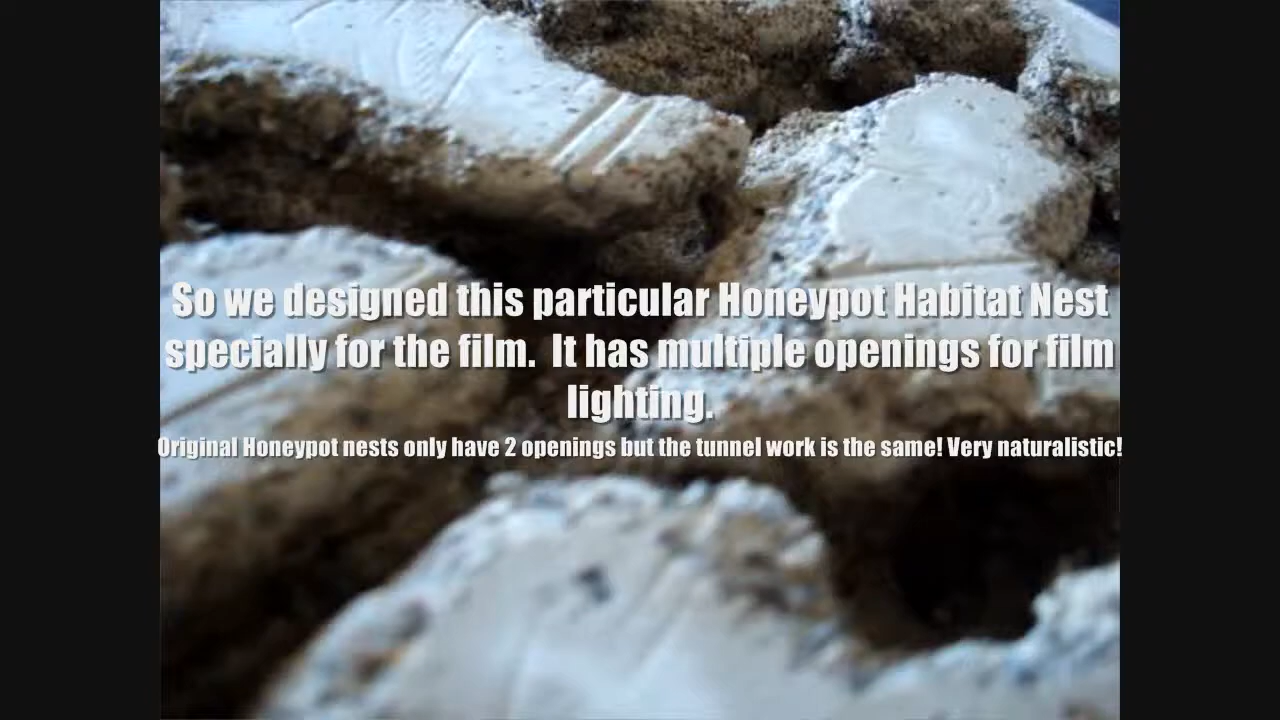 So we designed this particular Honeypot Habitat Nest
specially for the film.  It has multiple openings for film
lighting.
Original Honeypot nests only have 2 openings but the tunnel work is the same! Very naturalistic!